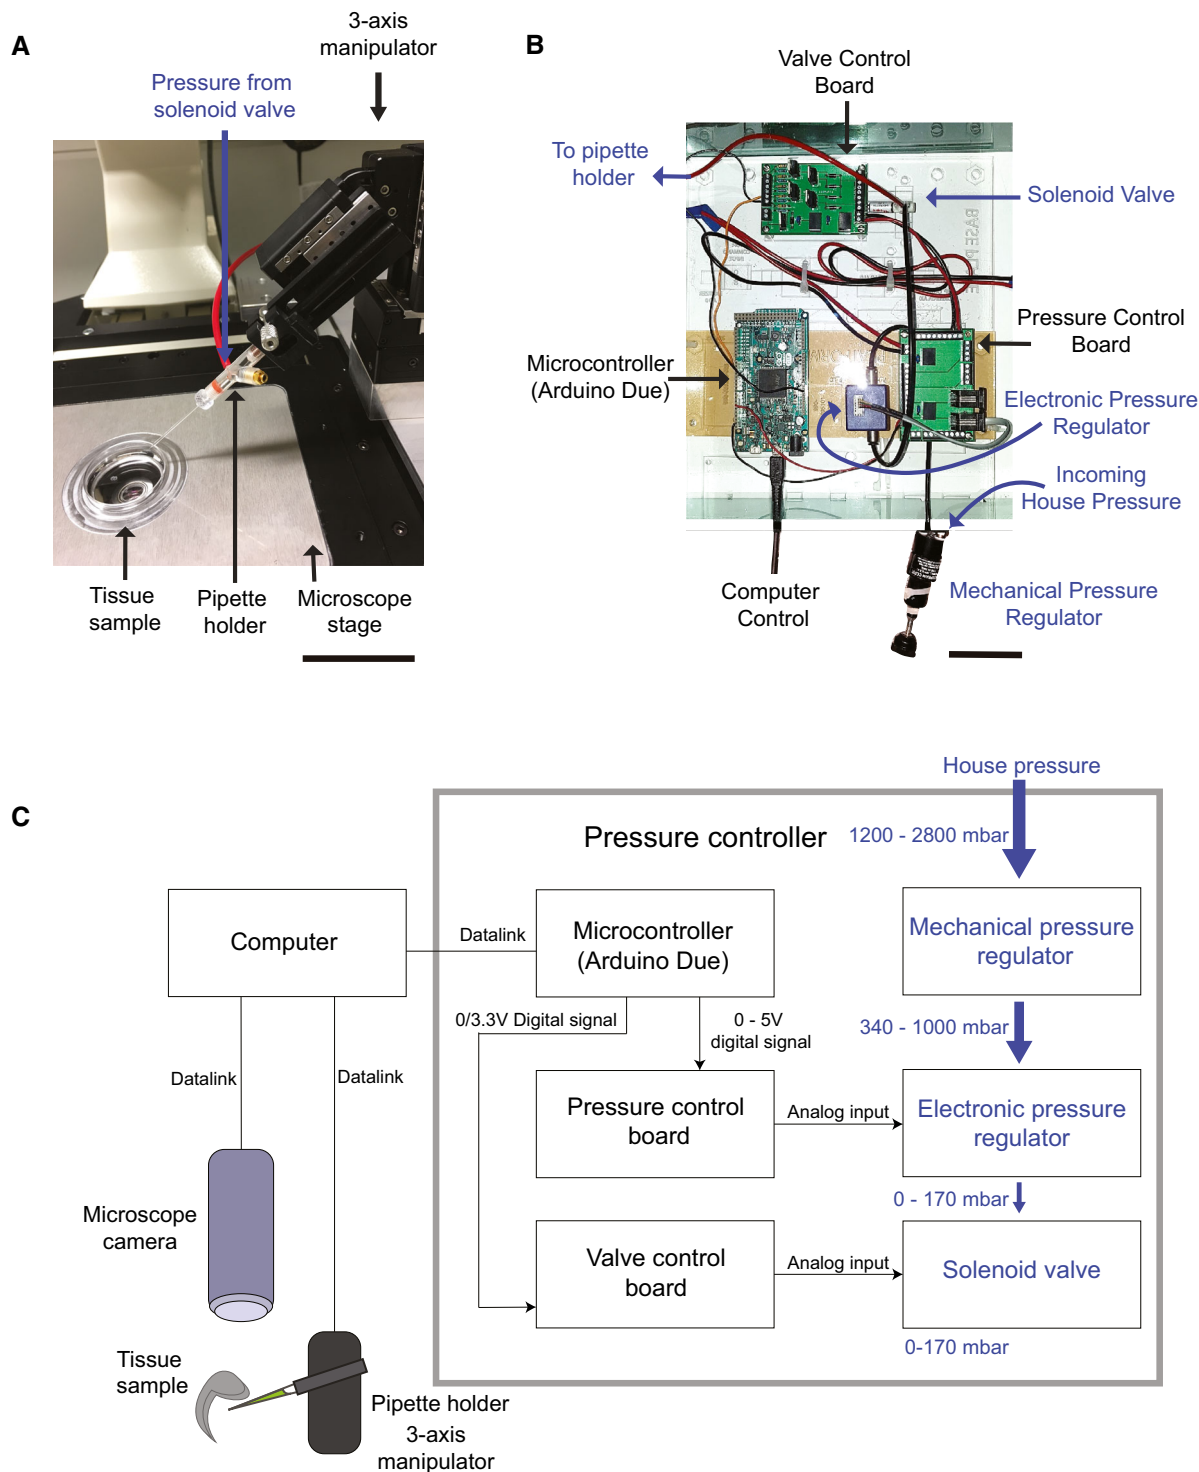 A
3-axis
manipulator
Pressure from
solenoid valve
Tissue
sample
Pipette
holder
Microscope
stage
B
Valve Control
Board
To pipette
holder
Solenoid Valve
Microcontroller
(Arduino Due)
Pressure Control
Board
Electronic Pressure
Regulator
Incoming
House Pressure
Computer
Control
Mechanical Pressure
Regulator
C
House pressure
Pressure controller
1200 - 2800 mbar
Computer
Datalink
Microcontroller
(Arduino Due)
Mechanical pressure
regulator
0/3.3V Digital signal
0 - 5V
digital signal
340 - 1000 mbar
Datalink
Datalink
Pressure control
board
Analog input
Electronic pressure
regulator
0 - 170 mbar
Microscope
camera
Valve control
board
Analog input
Solenoid valve
0-170 mbar
Tissue
sample
Pipette holder
3-axis
manipulator